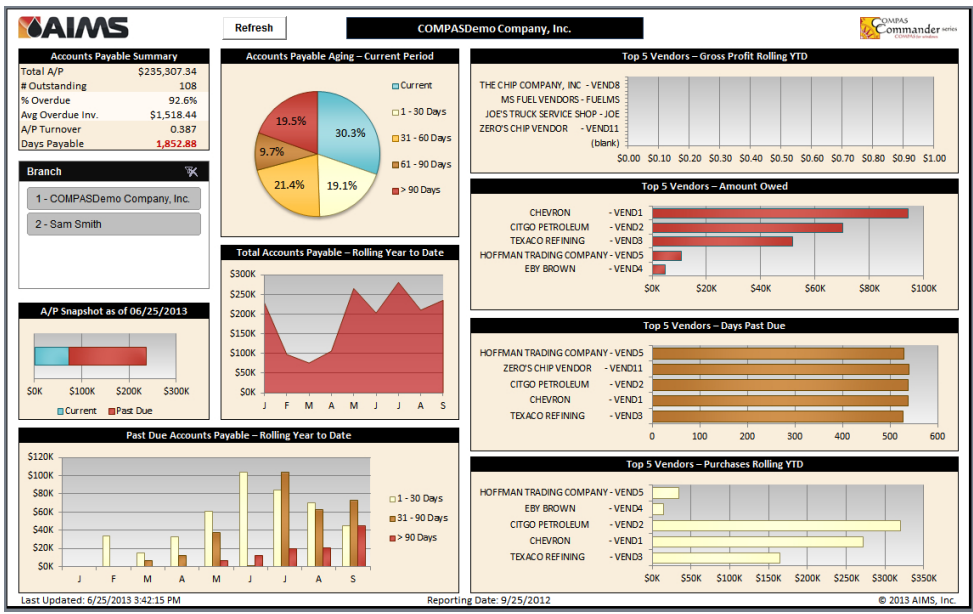 AIMS
Refresh
COMPASDemo Company, Inc.
COMPAS
Commander series
COMPAS for windows
Accounts Payable Summary
Total A/P $235,307.34
# Outstanding 108
% Overdue 92.6%
Avg Overdue Inv. $1,518.44
A/P Turnover 0.387
Days Payable 1,852.88
Branch
1 - COMPASDemo Company, Inc.
2 - Sam Smith
A/P Snapshot as of 06/25/2013
$0K $100K $200K $300K
Current Past Due
Accounts Payable Aging – Current Period
19.5%
30.3%
9.7%
21.4%
19.1%
Current
1 - 30 Days
31 - 60 Days
61 - 90 Days
> 90 Days
Total Accounts Payable – Rolling Year to Date
$300K
$250K
$200K
$150K
$100K
$50K
$0K
J F M A M J J A S
Past Due Accounts Payable – Rolling Year to Date
$120K
$100K
$80K
$60K
$40K
$20K
$0K
J F M A M J J A S
1 - 30 Days
31 - 90 Days
> 90 Days
Top 5 Vendors – Gross Profit Rolling YTD
THE CHIP COMPANY, INC - VEND8
MS FUEL VENDORS - FUELMS
JOE'S TRUCK SERVICE SHOP - JOE
ZERO'S CHIP VENDOR - VEND11
(blank)
$0.00 $0.10 $0.20 $0.30 $0.40 $0.50 $0.60 $0.70 $0.80 $0.90 $1.00
Top 5 Vendors – Amount Owed
CHEVRON - VEND1
CITGO PETROLEUM - VEND2
TEXACO REFINING - VEND3
HOFFMAN TRADING COMPANY - VEND5
EBY BROWN - VEND4
$0K $20K $40K $60K $80K $100K
Top 5 Vendors – Days Past Due
HOFFMAN TRADING COMPANY - VEND5
ZERO'S CHIP VENDOR - VEND11
CITGO PETROLEUM - VEND2
CHEVRON - VEND1
TEXACO REFINING - VEND3
0 100 200 300 400 500 600
Top 5 Vendors – Purchases Rolling YTD
HOFFMAN TRADING COMPANY - VEND5
EBY BROWN - VEND4
CITGO PETROLEUM - VEND2
CHEVRON - VEND1
TEXACO REFINING - VEND3
$0K $50K $100K $150K $200K $250K $300K $350K
Last Updated: 6/25/2013 3:42:15 PM
Reporting Date: 9/25/2012
© 2013 AIMS, Inc.